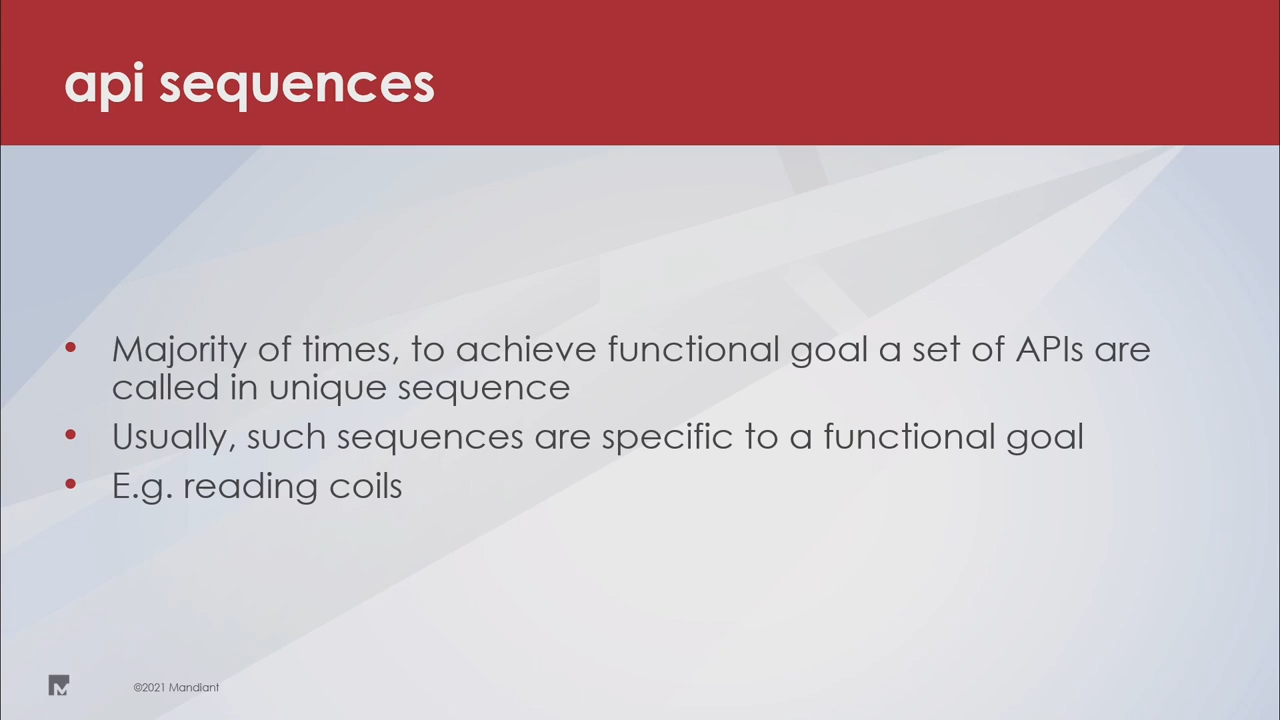 api sequences
• Majority of times, to achieve functional goal a set of APIs are
called in unique sequence
• Usually, such sequences are specific to a functional goal
• E.g. reading coils
©2021 Mandiant